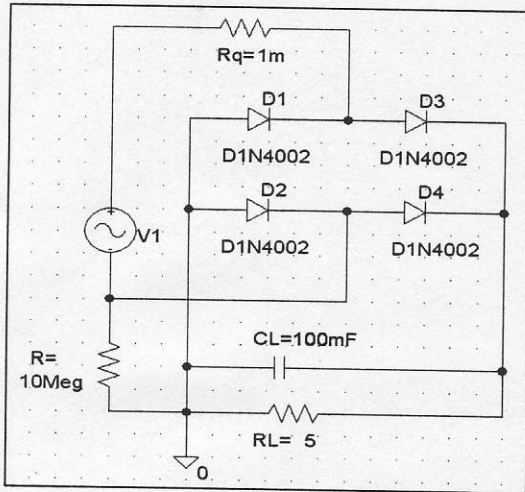 Rq=1m
D1
D3
D1N4002
D1N4002
D2
D4
V1
D1N4002
D1N4002
CL=100mF
R=
10Meg
RL= 5
0